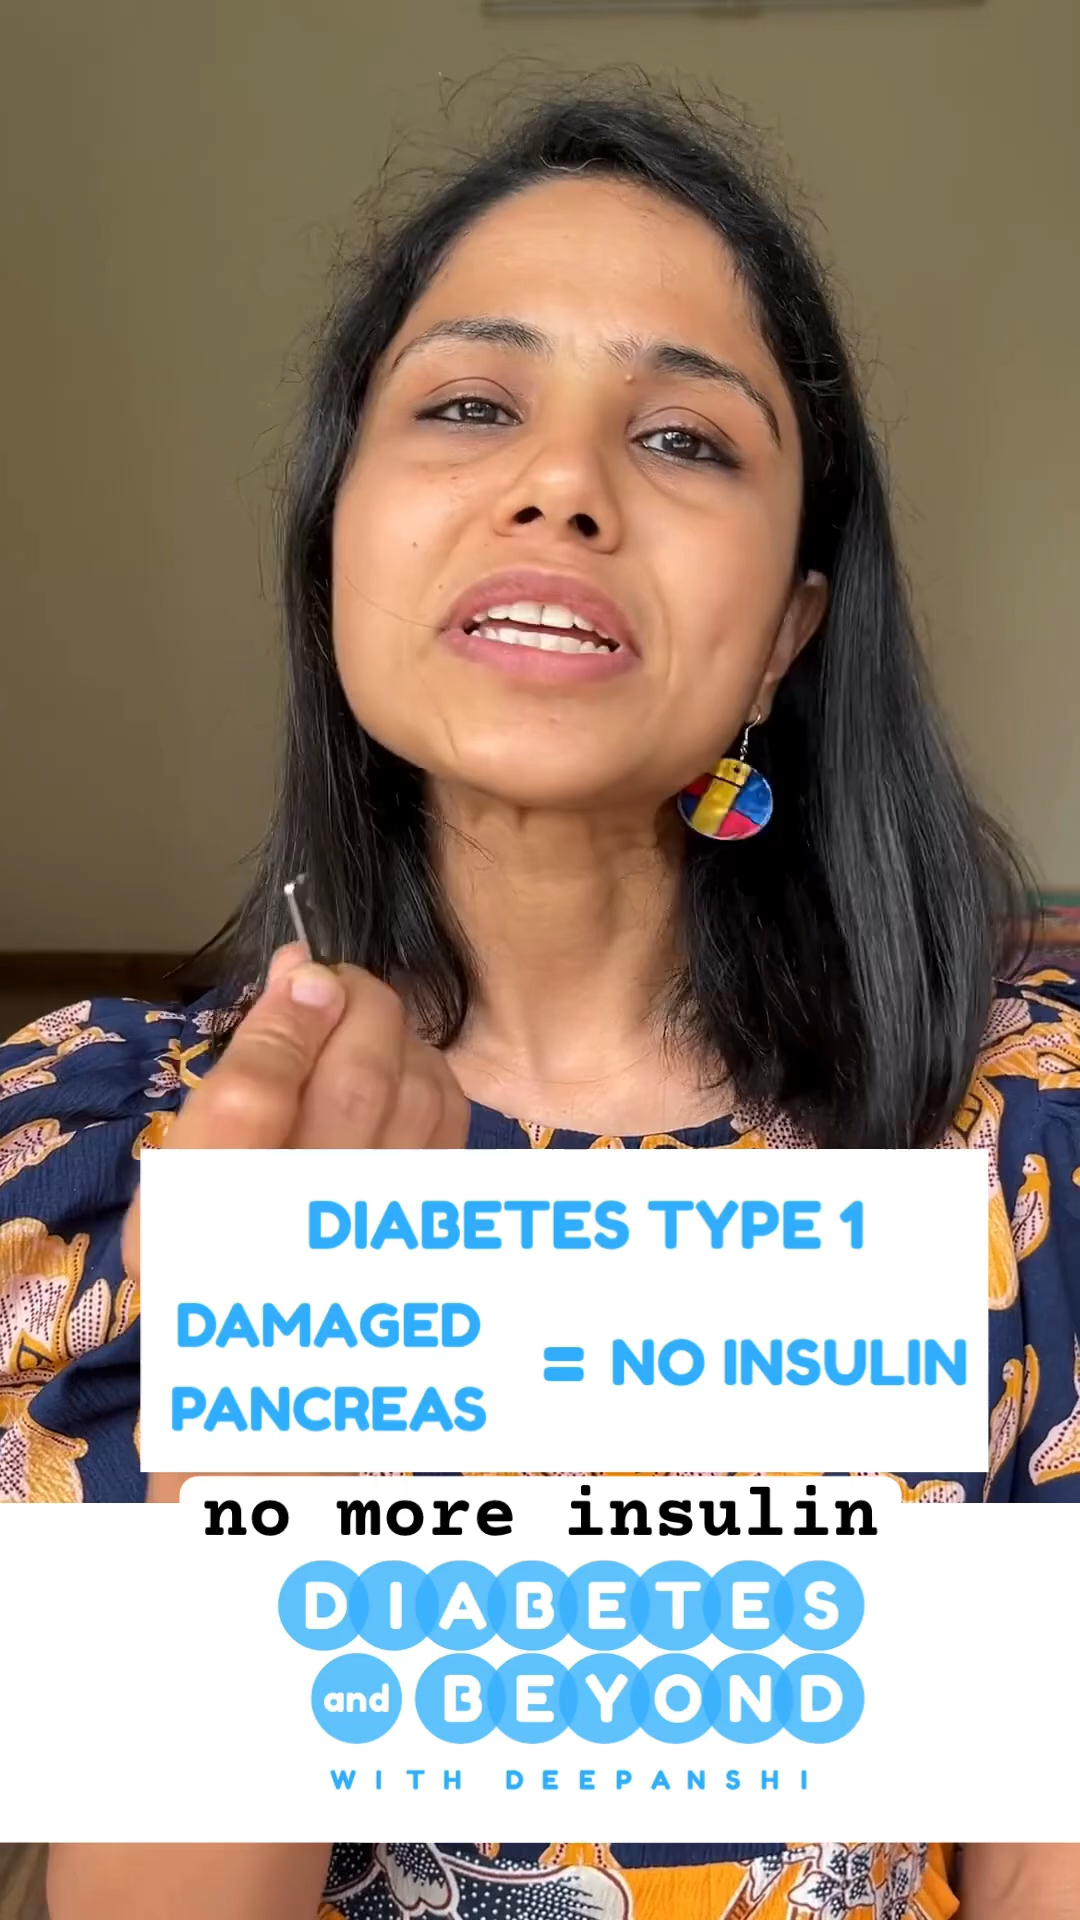 DIABETES TYPE 1
DAMAGED
PANCREAS
= NO INSULIN
no more insulin
DIABETES
and BEYOND
WITH DEEPANSHI